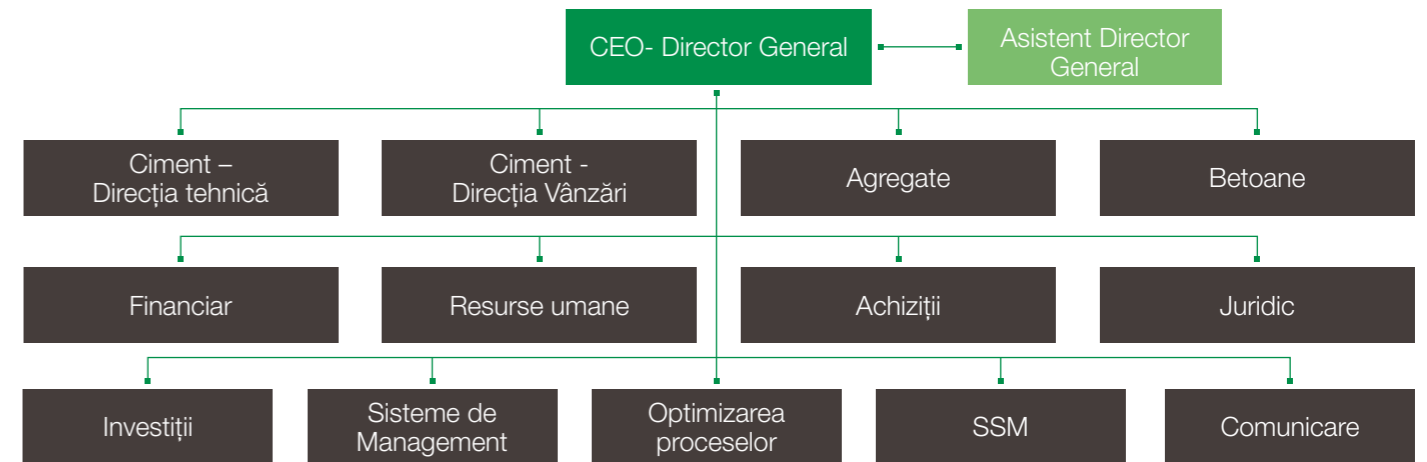 CEO- Director General
Asistent Director
General
Ciment –
Direcția tehnică
Ciment -
Direcția Vânzări
Agregate
Betoane
Financiar
Resurse umane
Achiziții
Juridic
Investiții
Sisteme de
Management
Optimizarea
proceselor
SSM
Comunicare